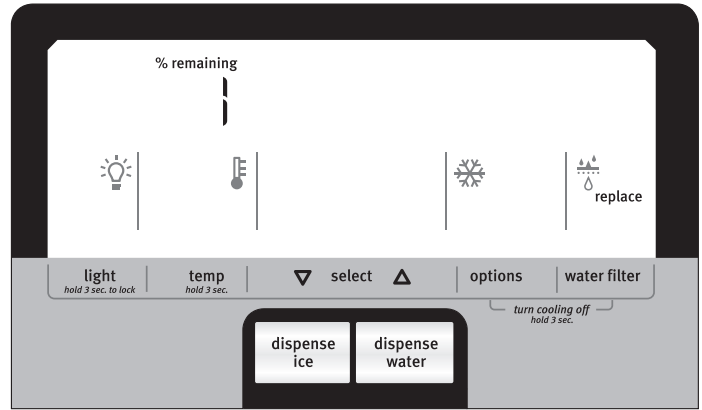 % remaining
1
replace
light temp select options water filter
hold 3 sec. to lock hold 3 sec.
turn cooling off
hold 3 sec.
dispense ice
dispense water